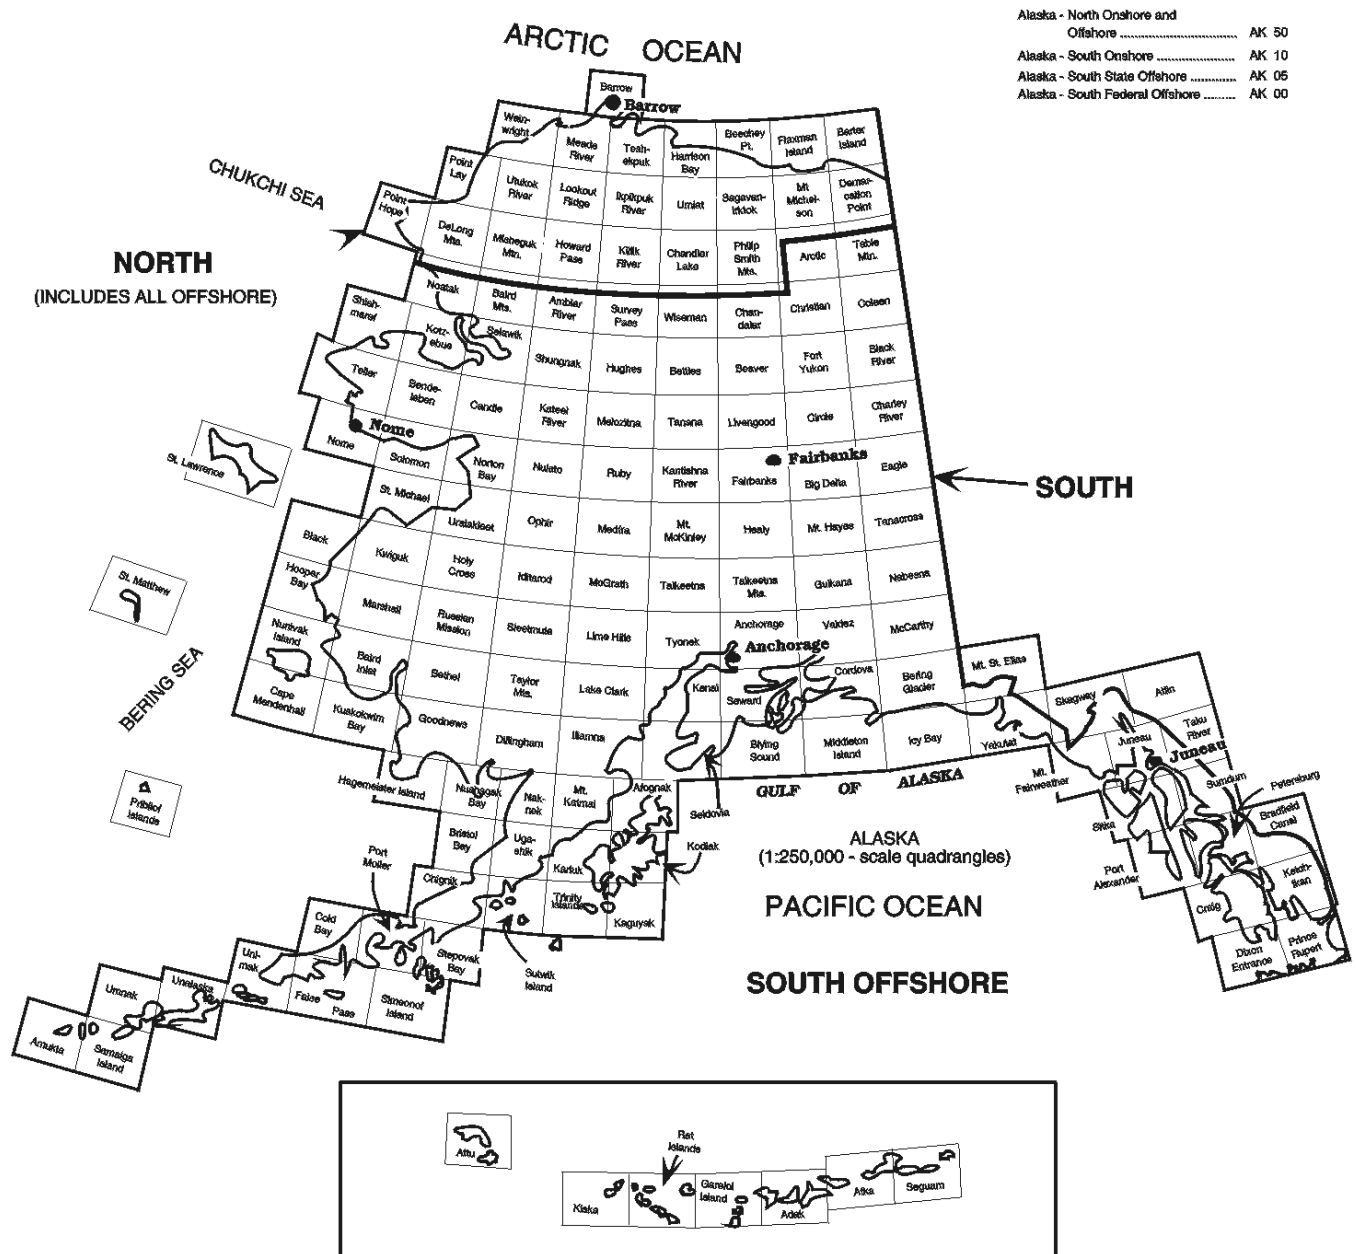 Alaska - North Onshore and
Offshore ................................... AK 50
Alaska - South Onshore ....................... AK 10
Alaska - South State Offshore ............. AK 05
Alaska - South Federal Offshore ......... AK 00
ARCTIC OCEAN
Barrow
Barrow
Wain-
wright
Meade
River
Tesh-
ekpuk
Harrison
Bay
Beechey
Pt.
Flaxman
Island
Barter
Island
CHUKCHI SEA
Point
Lay
Utukok
River
Lookout
Ridge
Ikpikpuk
River
Umiat
Sagavan-
irktok
Mt
Michel-
son
Demar-
cation
Point
Point
Hope
DeLong
Mts.
Misheguk
Mtn.
Howard
Pass
Killik
River
Chandler
Lake
Philip
Smith
Mts.
Arctic
Table
Mtn.
NORTH
(INCLUDES ALL OFFSHORE)
Noatak
Baird
Mts.
Ambler
River
Survey
Pass
Wiseman
Chan-
dalar
Christian
Coleen
Shish-
maref
Kotz-
ebue
Selawik
Shungnak
Hughes
Bettles
Beaver
Fort
Yukon
Black
River
Teller
Bende-
leben
Candle
Kateel
River
Melozitna
Tanana
Livengood
Circle
Charley
River
Nome
Nome
Solomon
Norton
Bay
Nulato
Ruby
Kantishna
River
Fairbanks
Fairbanks
Big Delta
Eagle
SOUTH
St. Lawrence
St. Michael
Unalakleet
Ophir
Medfra
Mt.
McKinley
Healy
Mt. Hayes
Tanacross
Black
Kwiguk
Holy
Cross
Iditarod
McGrath
Talkeetna
Talkeetna
Mts.
Gulkana
Nabesna
St. Matthew
Hooper
Bay
Marshall
Russian
Mission
Sleetmute
Lime Hills
Tyonek
Anchorage
Anchorage
Valdez
McCarthy
BERING SEA
Nunivak
Island
Baird
Inlet
Bethel
Taylor
Mts.
Lake Clark
Kenai
Seward
Cordova
Bering
Glacier
Mt. St. Elias
Cape
Mendenhall
Kuskokwim
Bay
Goodnews
Dillingham
Iliamna
Blying
Sound
Middleton
Island
Icy Bay
Yakutat
Skagway
Atlin
Juneau
Taku
River
Juneau
Pribilof
Islands
Hagemeister Island
Nushagak
Bay
Nak-
nek
Mt.
Katmai
Afognak
Seldovia
GULF OF ALASKA
Mt.
Fairweather
Sumdum
Petersburg
Sitka
Bradfield
Canal
Bristol
Bay
Uga-
shik
Karluk
Kodiak
ALASKA
(1:250,000 - scale quadrangles)
Port
Moller
Chignik
Trinity
Islands
Kaguyak
PACIFIC OCEAN
Port
Alexander
Craig
Ketch-
ikan
Cold
Bay
Stepovak
Bay
Sutwik
Island
SOUTH OFFSHORE
Dixon
Entrance
Prince
Rupert
Uni-
mak
False
Pass
Simeonof
Island
Umnak
Unalaska
Amukta
Samalga
Island
Attu
Rat
Islands
Kiska
Gareloi
Island
Adak
Atka
Seguam